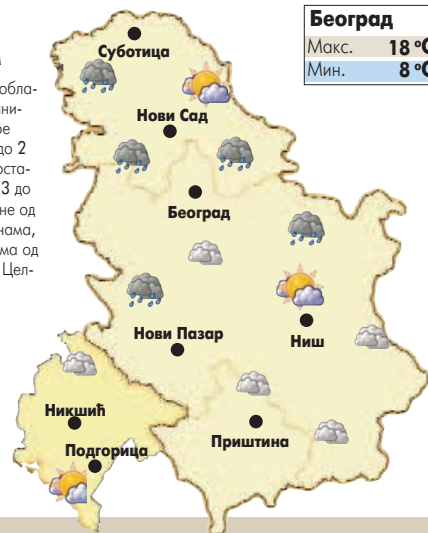 обла-
ни-
ре
до 2
оста-
3 до
не од
нама,
ма од
Цел-
Београд
Макс. 18 °C
Мин. 8 °C
Суботица
Нови Сад
Београд
Нови Пазар
Ниш
Никшић
Подгорица
Приштина